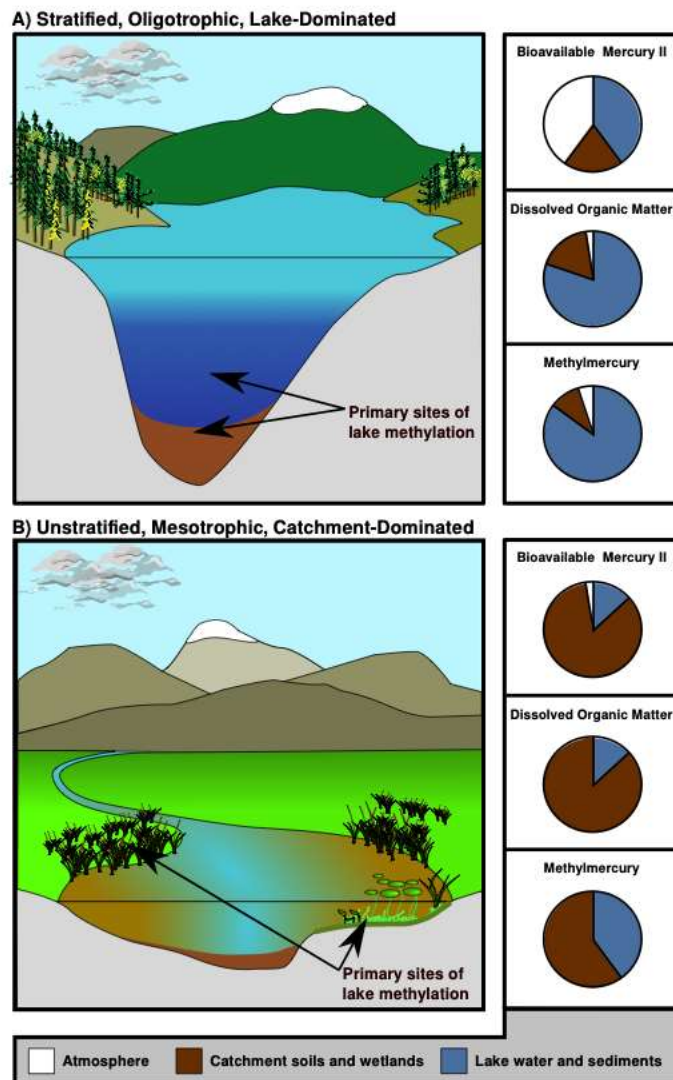 A) Stratified, Oligotrophic, Lake-Dominated
Bioavailable Mercury II
Dissolved Organic Matter
Methylmercury
Primary sites of
lake methylation
B) Unstratified, Mesotrophic, Catchment-Dominated
Bioavailable Mercury II
Dissolved Organic Matter
Methylmercury
Primary sites of
lake methylation
Atmosphere
Catchment soils and wetlands
Lake water and sediments